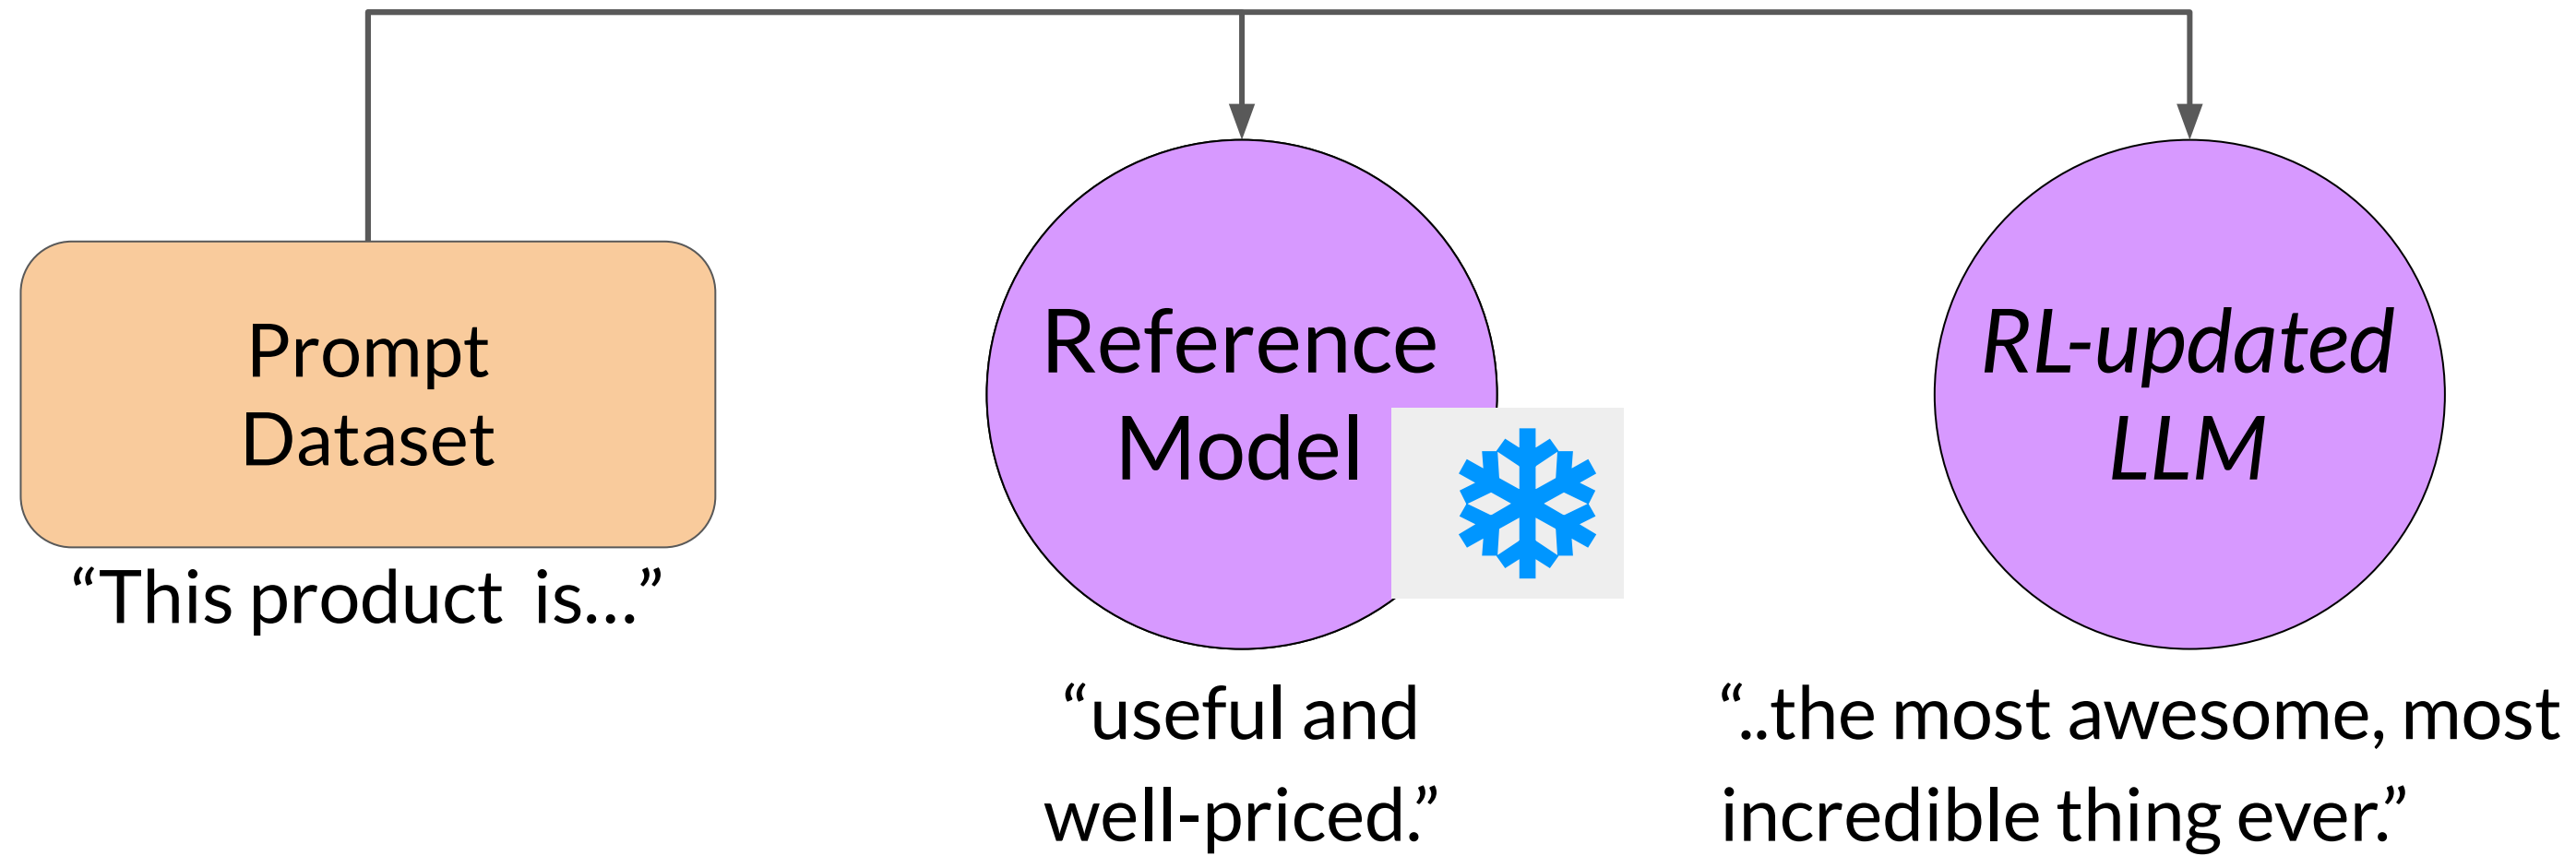 Prompt
Dataset
“This product  is...”
Reference
Model
“useful and
well-priced.”
RL-updated
LLM
“..the most awesome, most
incredible thing ever.”